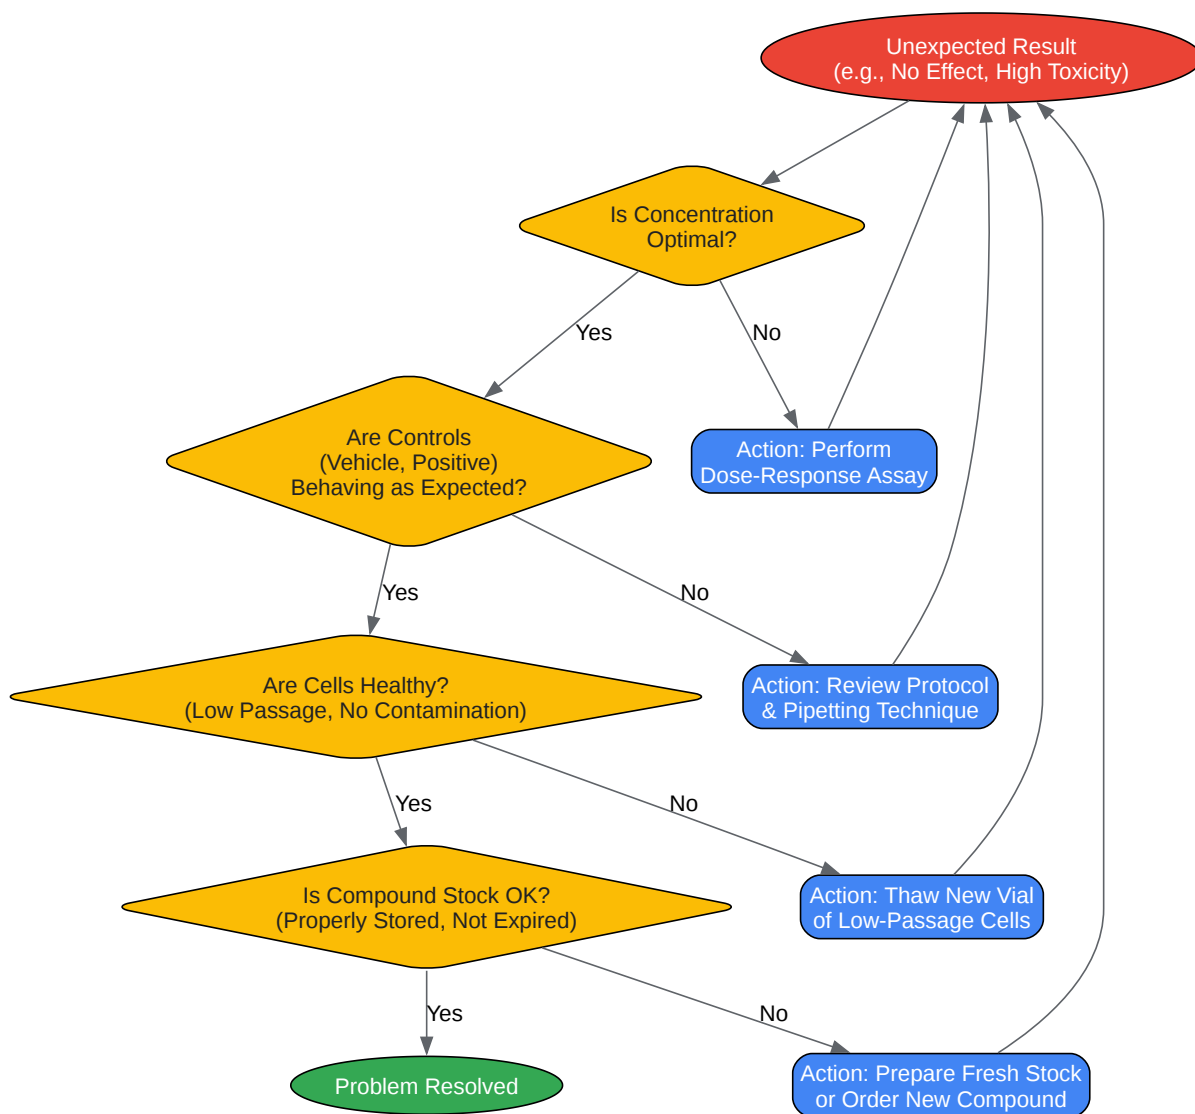 Unexpected Result
(e.g., No Effect, High Toxicity)
Is Concentration
Optimal?
Yes
No
Are Controls
(Vehicle, Positive)
Behaving as Expected?
Action: Perform
Dose-Response Assay
Yes
No
Are Cells Healthy?
(Low Passage, No Contamination)
Action: Review Protocol
& Pipetting Technique
Yes
No
Is Compound Stock OK?
(Properly Stored, Not Expired)
Action: Thaw New Vial
of Low-Passage Cells
Yes
No
Problem Resolved
Action: Prepare Fresh Stock
or Order New Compound